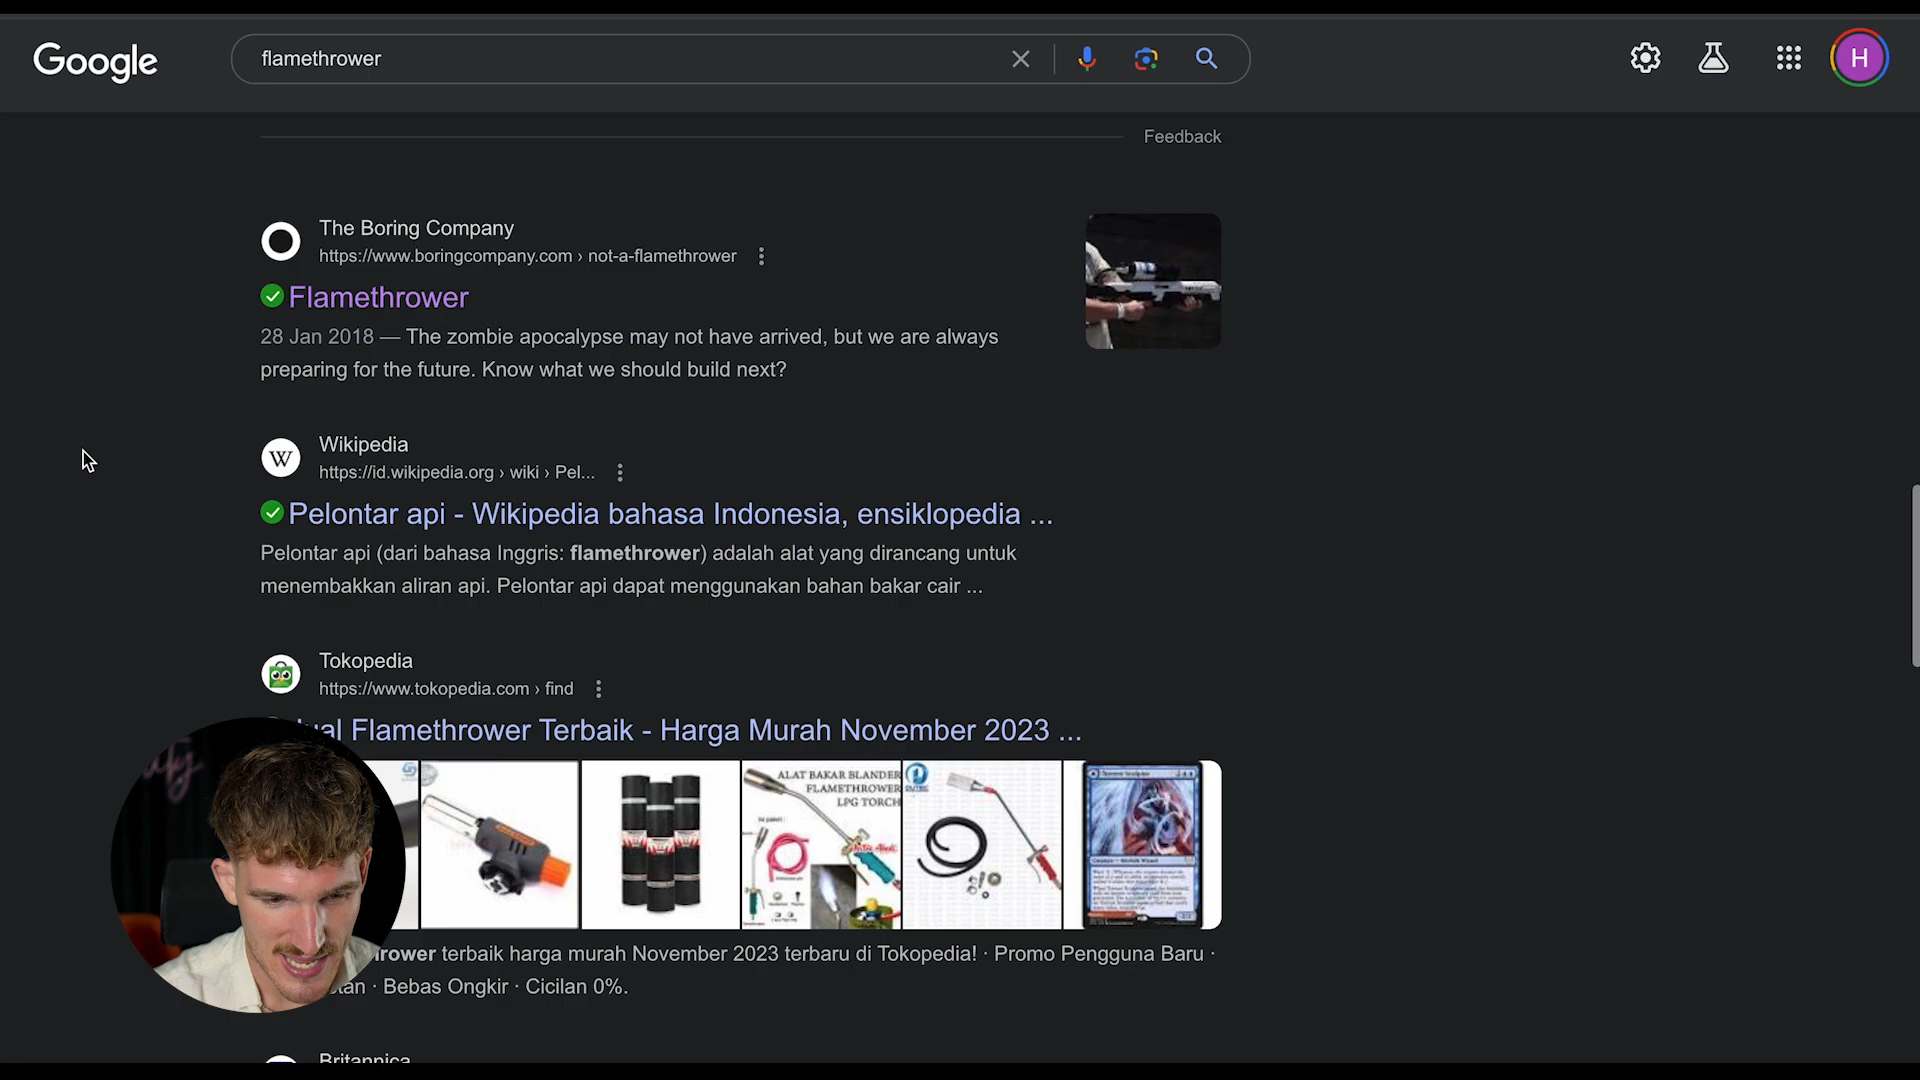 Google
flamethrower
H
Feedback
The Boring Company
https://www.boringcompany.com › not-a-flamethrower
Flamethrower
28 Jan 2018 — The zombie apocalypse may not have arrived, but we are always
preparing for the future. Know what we should build next?
W
Wikipedia
https://id.wikipedia.org › wiki › Pel...
Pelontar api - Wikipedia bahasa Indonesia, ensiklopedia ...
Pelontar api (dari bahasa Inggris: flamethrower) adalah alat yang dirancang untuk
menembakkan aliran api. Pelontar api dapat menggunakan bahan bakar cair ...
Tokopedia
https://www.tokopedia.com › find
Flamethrower Terbaik - Harga Murah November 2023 ...
ALAT BAKAR BLANDER
FLAMETHROWER
LPG TORCH
terbaik harga murah November 2023 terbaru di Tokopedia! · Promo Pengguna Baru ·
· Bebas Ongkir · Cicilan 0%.
Britannica